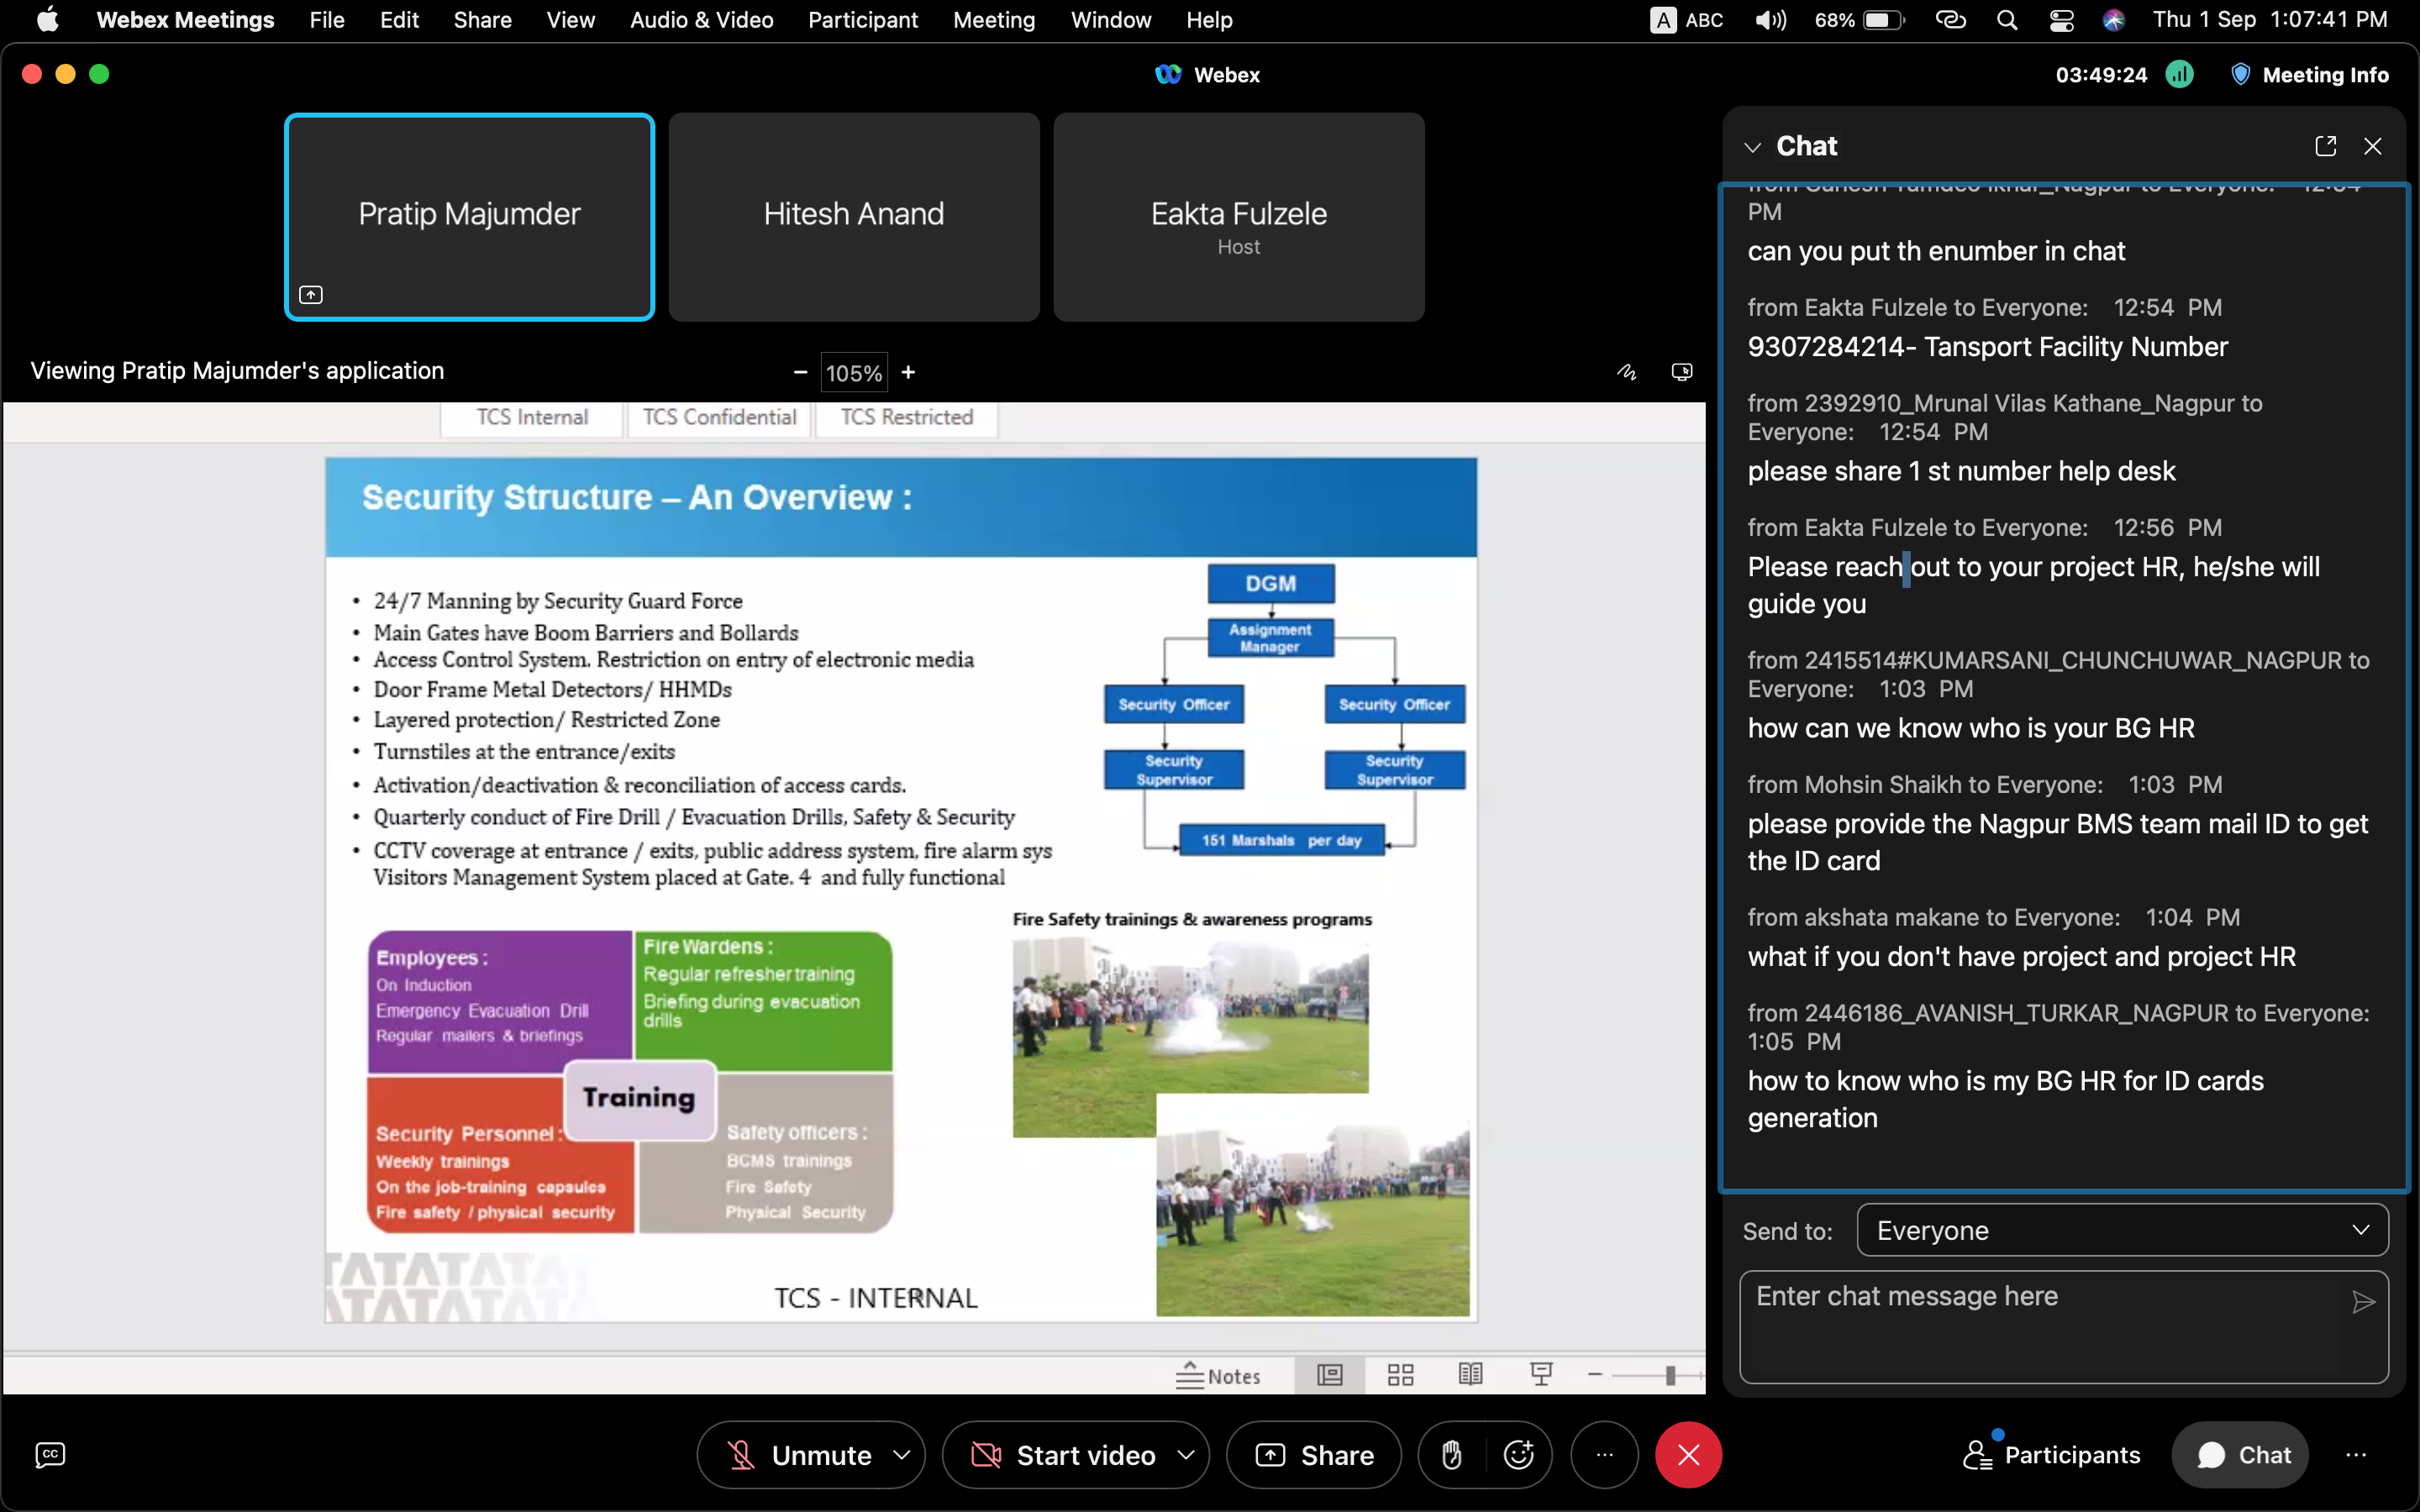 Webex Meetings File Edit Share View Audio & Video Participant Meeting Window Help A ABC 68% Thu 1 Sep 1:07:41 PM
Webex
03:49:24 Meeting Info
Pratip Majumder
Hitesh Anand
Eakta Fulzele
Host
Viewing Pratip Majumder's application
− 105% +
TCS Internal TCS Confidential TCS Restricted
Security Structure – An Overview :
• 24/7 Manning by Security Guard Force
• Main Gates have Boom Barriers and Bollards
• Access Control System. Restriction on entry of electronic media
• Door Frame Metal Detectors/ HHMDs
• Layered protection/ Restricted Zone
• Turnstiles at the entrance/exits
• Activation/deactivation & reconciliation of access cards.
• Quarterly conduct of Fire Drill / Evacuation Drills, Safety & Security
• CCTV coverage at entrance / exits, public address system, fire alarm sys
Visitors Management System placed at Gate. 4 and fully functional
DGM
Assignment
Manager
Security Officer
Security Officer
Security
Supervisor
Security
Supervisor
151 Marshals per day
Employees :
On Induction
Emergency Evacuation Drill
Regular mailers & briefings
Fire Wardens :
Regular refresher training
Briefing during evacuation
drills
Training
Security Personnel :
Weekly trainings
On the job-training capsules
Fire safety / physical security
Safety officers :
BCMS trainings
Fire Safety
Physical Security
Fire Safety trainings & awareness programs
TCS - INTERNAL
Notes
Chat
PM
can you put th enumber in chat
from Eakta Fulzele to Everyone: 12:54 PM
9307284214- Tansport Facility Number
from 2392910_Mrunal Vilas Kathane_Nagpur to
Everyone: 12:54 PM
please share 1 st number help desk
from Eakta Fulzele to Everyone: 12:56 PM
Please reach out to your project HR, he/she will
guide you
from 2415514#KUMARSANI_CHUNCHUWAR_NAGPUR to
Everyone: 1:03 PM
how can we know who is your BG HR
from Mohsin Shaikh to Everyone: 1:03 PM
please provide the Nagpur BMS team mail ID to get
the ID card
from akshata makane to Everyone: 1:04 PM
what if you don't have project and project HR
from 2446186_AVANISH_TURKAR_NAGPUR to Everyone:
1:05 PM
how to know who is my BG HR for ID cards
generation
Send to: Everyone
Enter chat message here
CC
Unmute
Start video
Share
Participants
Chat